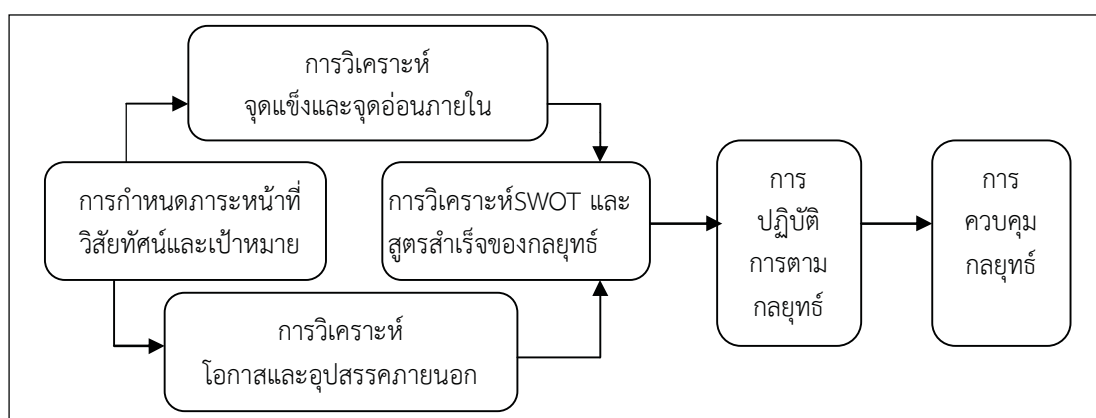 การวิเคราะห์
จุดแข็งและจุดอ่อนภายใน
การกำหนดภาระหน้าที่
วิสัยทัศน์และเป้าหมาย
การวิเคราะห์SWOT และ
สูตรสำเร็จของกลยุทธ์
การวิเคราะห์
โอกาสและอุปสรรคภายนอก
การ
ปฏิบัติ
การตาม
กลยุทธ์
การ
ควบคุม
กลยุทธ์